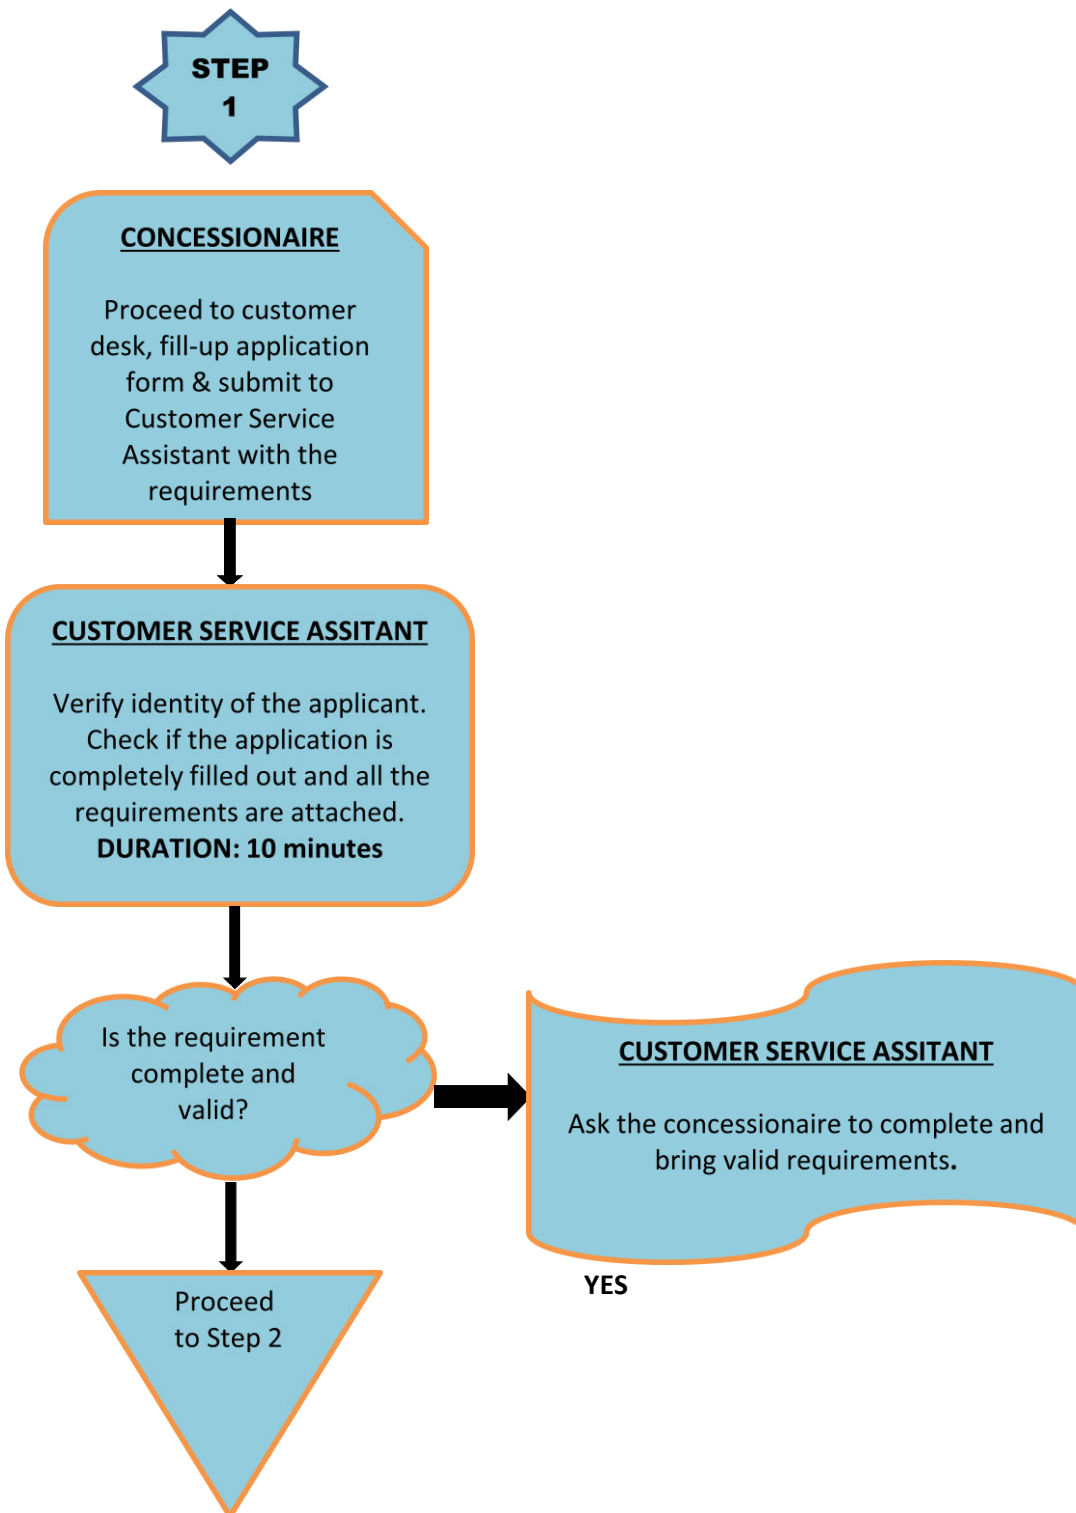 STEP
1
CONCESSIONAIRE
Proceed to customer
desk, fill-up application
form & submit to
Customer Service
Assistant with the
requirements
CUSTOMER SERVICE ASSITANT
Verify identity of the applicant.
Check if the application is
completely filled out and all the
requirements are attached.
DURATION: 10 minutes
Is the requirement
complete and
valid?
CUSTOMER SERVICE ASSITANT
Ask the concessionaire to complete and
bring valid requirements.
YES
Proceed
to Step 2